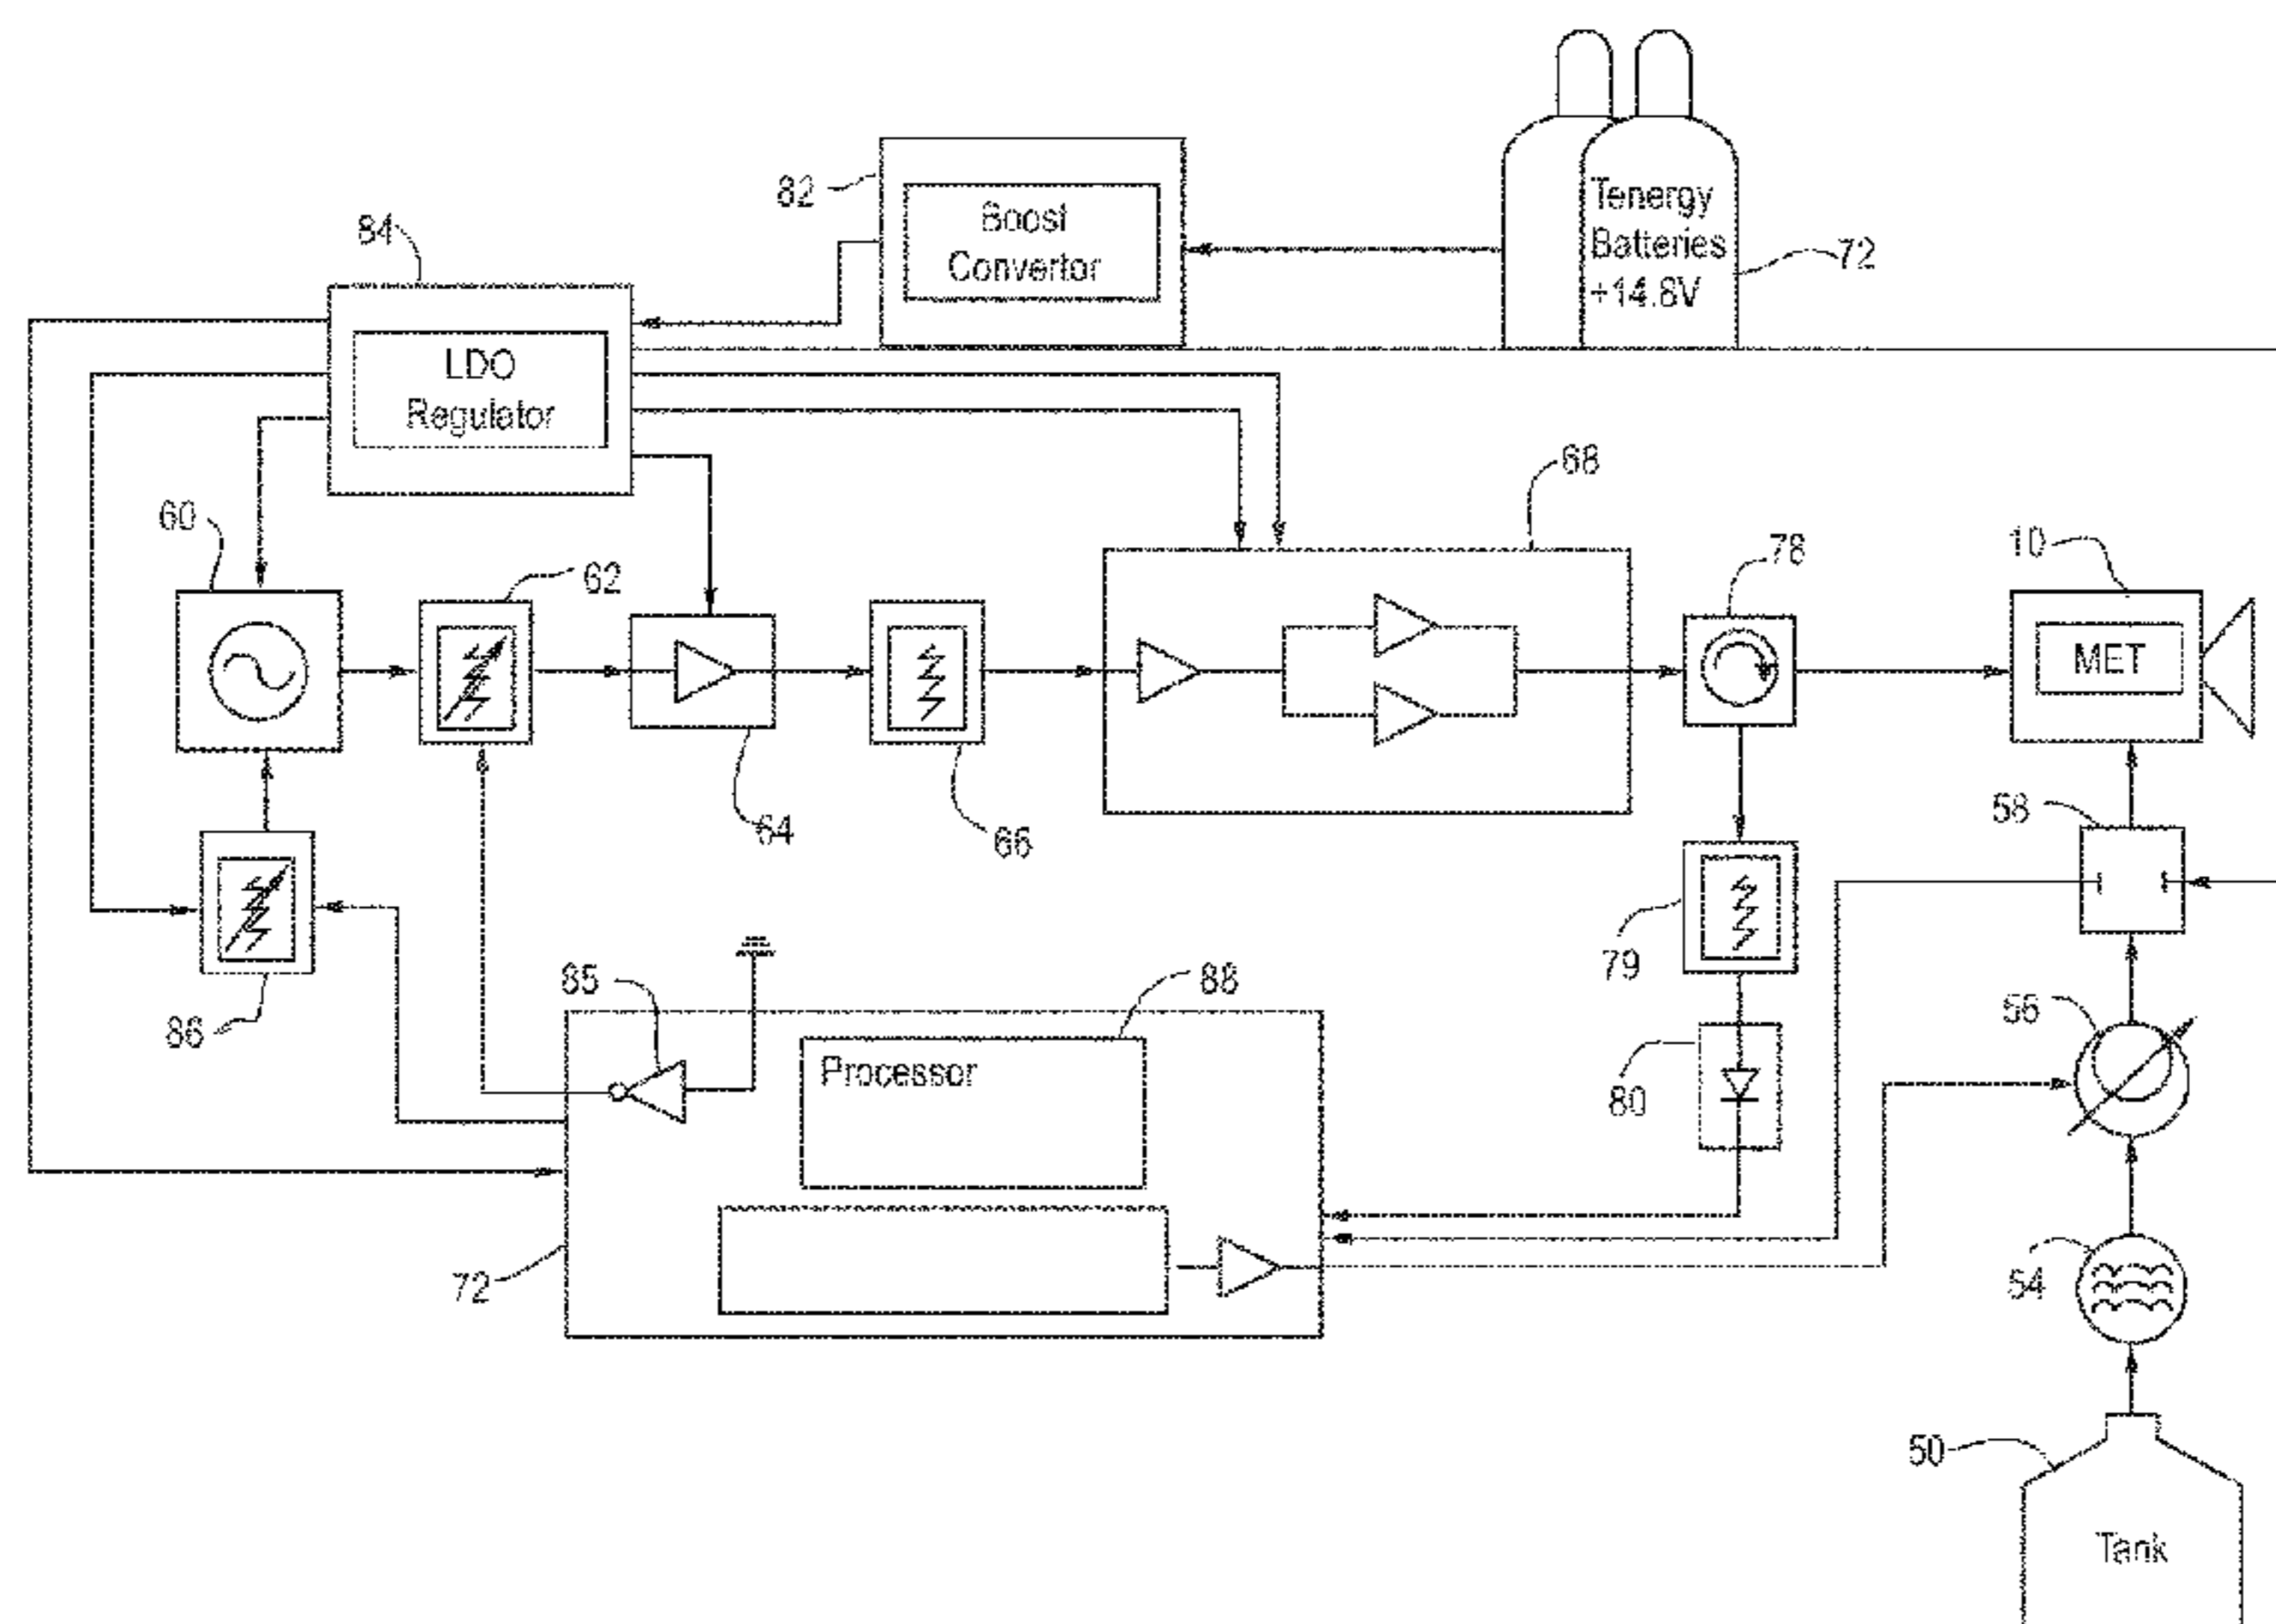 Tenergy
Batteries
+14.8V
72
82
Boost
Convertor
84
LDO
Regulator
68
60
62
78
10
MET
64
66
58
79
86
85
88
Processor
56
80
72
54
50
Tank